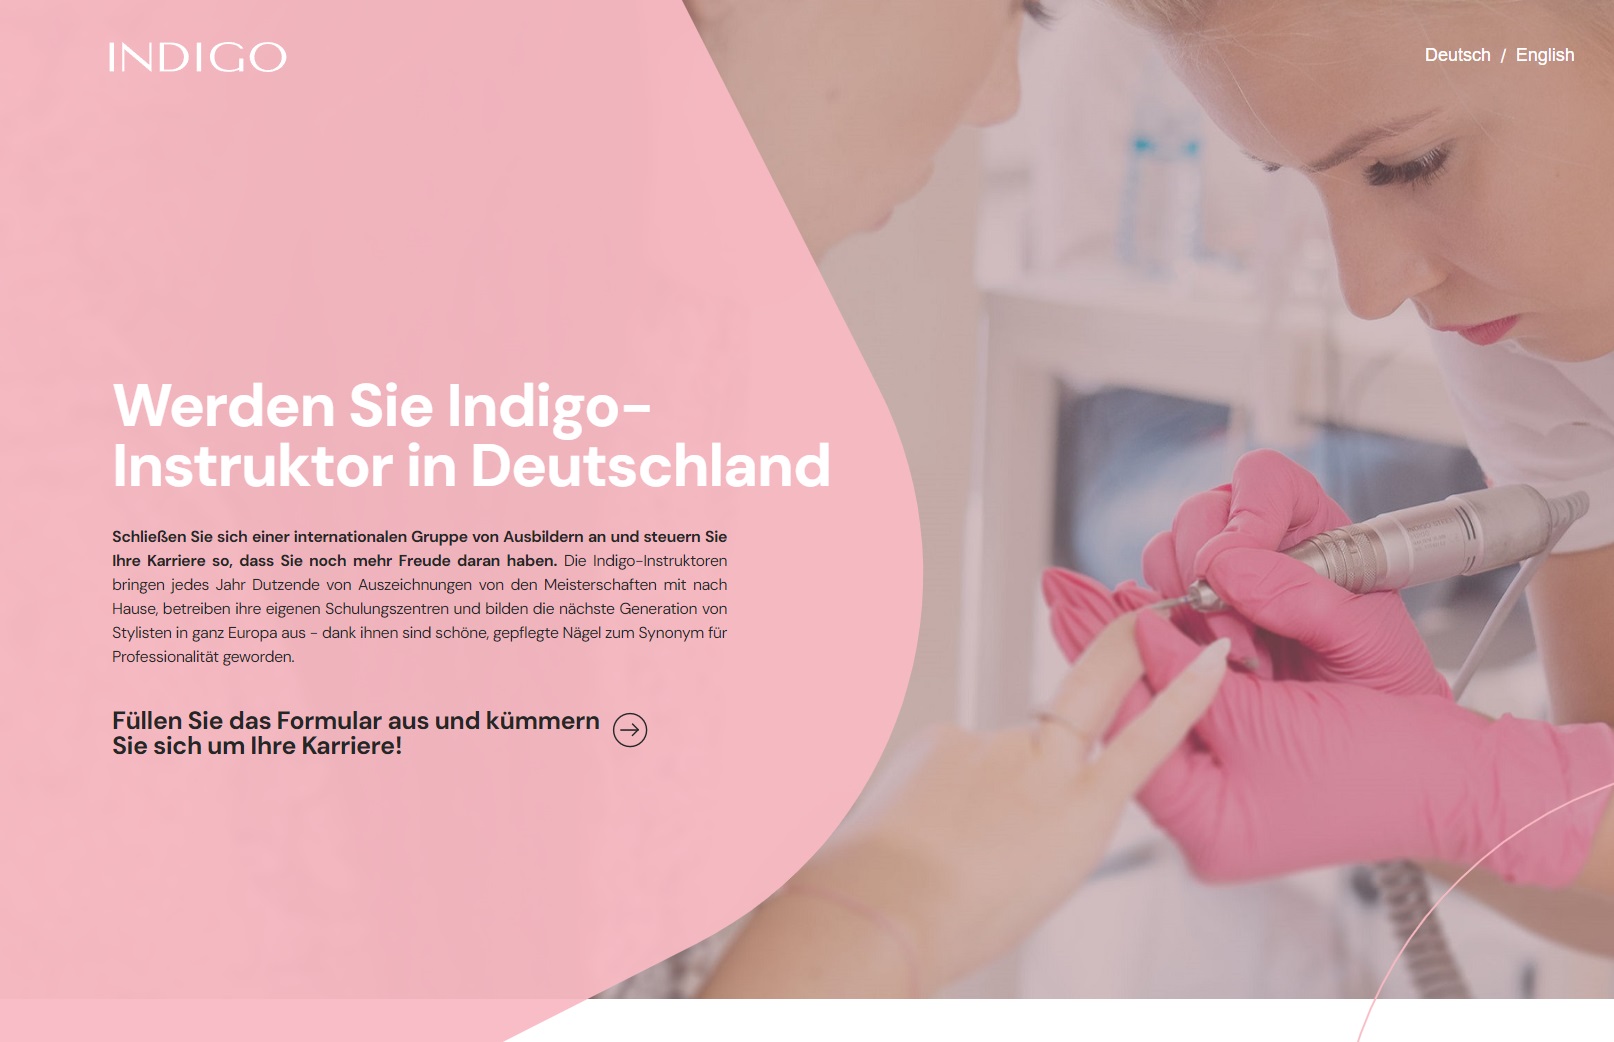 INDIGO
Deutsch / English
Werden Sie Indigo-
Instruktor in Deutschland
Schließen Sie sich einer internationalen Gruppe von Ausbildern an und steuern Sie
Ihre Karriere so, dass Sie noch mehr Freude daran haben. Die Indigo-Instruktoren
bringen jedes Jahr Dutzende von Auszeichnungen von den Meisterschaften mit nach
Hause, betreiben ihre eigenen Schulungszentren und bilden die nächste Generation von
Stylisten in ganz Europa aus - dank ihnen sind schöne, gepflegte Nägel zum Synonym für
Professionalität geworden.
Füllen Sie das Formular aus und kümmern
Sie sich um Ihre Karriere!